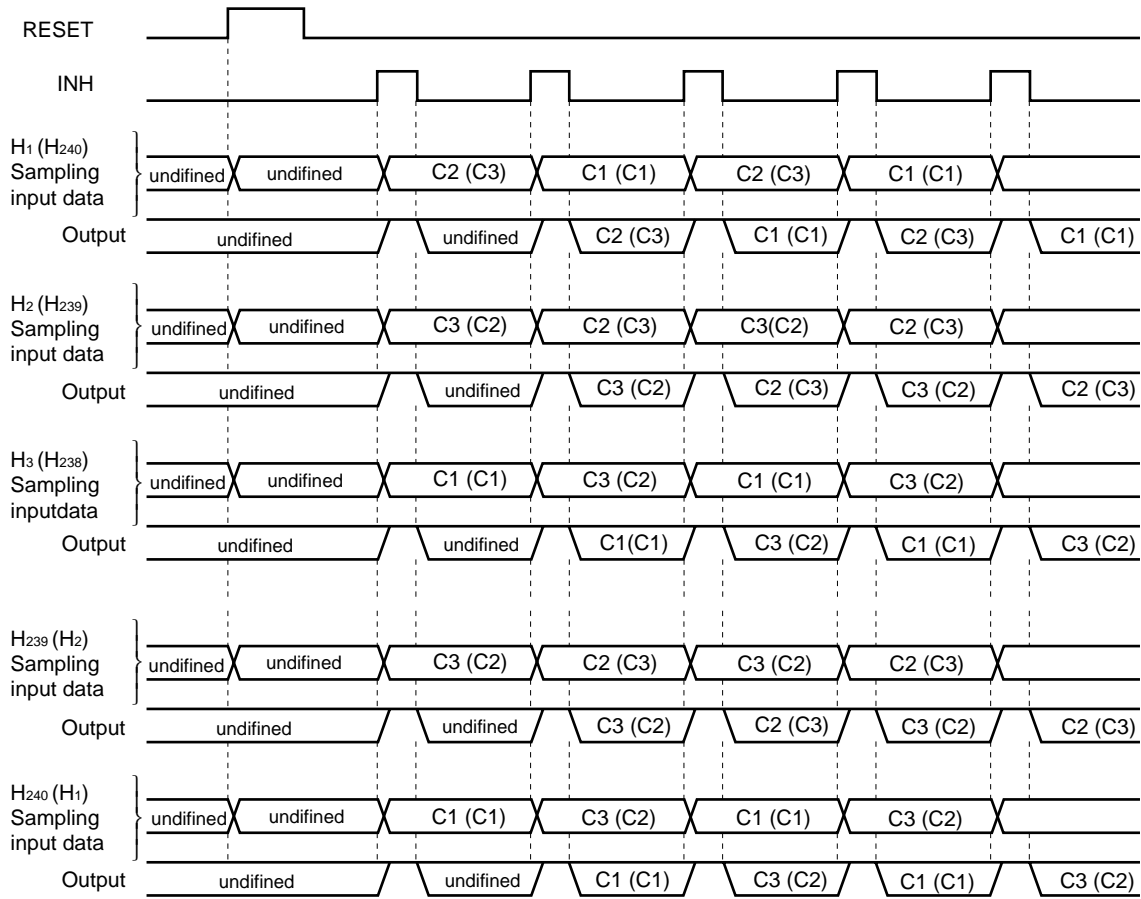 RESET
INH
H1 (H240)
Sampling
input data
undifined undifined C2 (C3) C1 (C1) C2 (C3) C1 (C1)
Output
undifined undifined C2 (C3) C1 (C1) C2 (C3) C1 (C1)
H2 (H239)
Sampling
input data
undifined undifined C3 (C2) C2 (C3) C3(C2) C2 (C3)
Output
undifined undifined C3 (C2) C2 (C3) C3 (C2) C2 (C3)
H3 (H238)
Sampling
inputdata
undifined undifined C1 (C1) C3 (C2) C1 (C1) C3 (C2)
Output
undifined undifined C1(C1) C3 (C2) C1 (C1) C3 (C2)
H239 (H2)
Sampling
input data
undifined undifined C3 (C2) C2 (C3) C3 (C2) C2 (C3)
Output
undifined undifined C3 (C2) C2 (C3) C3 (C2) C2 (C3)
H240 (H1)
Sampling
input data
undifined undifined C1 (C1) C3 (C2) C1 (C1) C3 (C2)
Output
undifined undifined C1 (C1) C3 (C2) C1 (C1) C3 (C2)